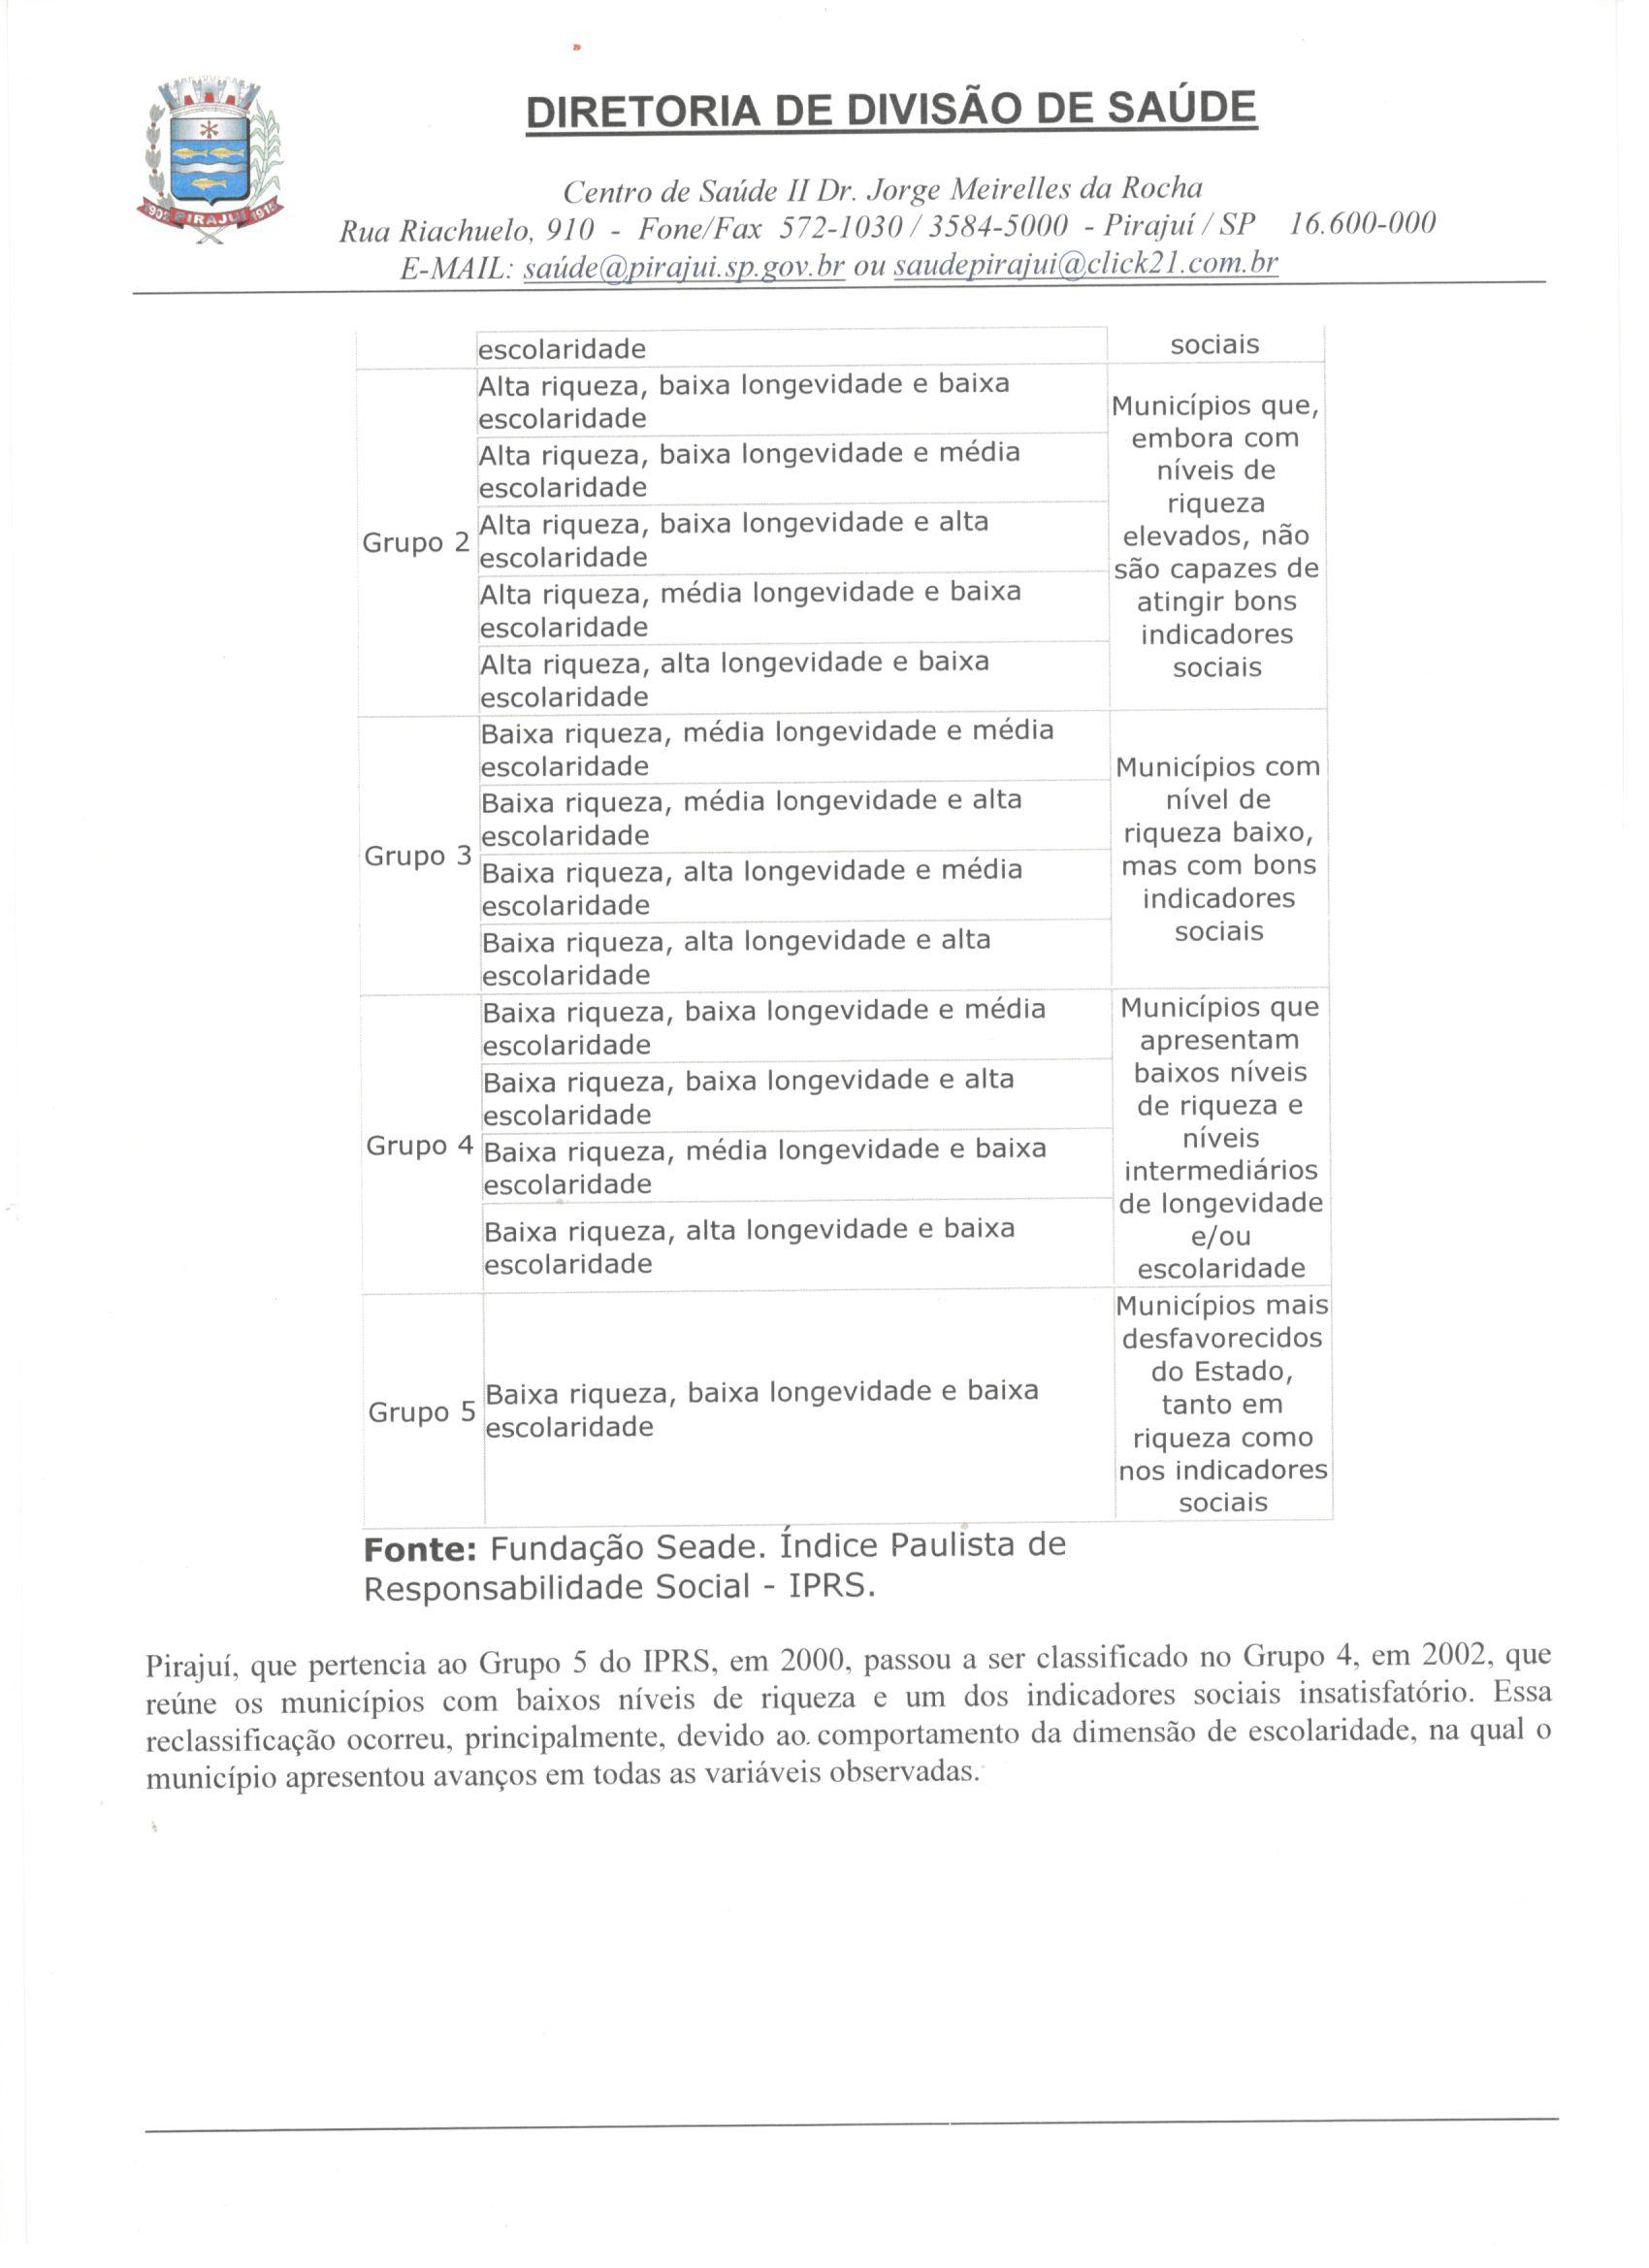 DIRETORIA DE DIVISÃO DE SAÚDE
Centro de Saúde II Dr. Jorge Meirelles da Rocha
Rua Riachuelo, 910 - Fone/Fax 572-1030 / 3584-5000 - Pirajuí / SP 16.600-000
E-MAIL: saúde@pirajui.sp.gov.br ou saudepirajui@click21.com.br
PIRAJUI 1915
escolaridade
sociais
Grupo 2
Alta riqueza, baixa longevidade e baixa
escolaridade
Alta riqueza, baixa longevidade e média
escolaridade
Alta riqueza, baixa longevidade e alta
escolaridade
Alta riqueza, média longevidade e baixa
escolaridade
Alta riqueza, alta longevidade e baixa
escolaridade
Municípios que,
embora com
níveis de
riqueza
elevados, não
são capazes de
atingir bons
indicadores
sociais
Grupo 3
Baixa riqueza, média longevidade e média
escolaridade
Baixa riqueza, média longevidade e alta
escolaridade
Baixa riqueza, alta longevidade e média
escolaridade
Baixa riqueza, alta longevidade e alta
escolaridade
Municípios com
nível de
riqueza baixo,
mas com bons
indicadores
sociais
Grupo 4
Baixa riqueza, baixa longevidade e média
escolaridade
Baixa riqueza, baixa longevidade e alta
escolaridade
Baixa riqueza, média longevidade e baixa
escolaridade
Baixa riqueza, alta longevidade e baixa
escolaridade
Municípios que
apresentam
baixos níveis
de riqueza e
níveis
intermediários
de longevidade
e/ou
escolaridade
Grupo 5
Baixa riqueza, baixa longevidade e baixa
escolaridade
Municípios mais
desfavorecidos
do Estado,
tanto em
riqueza como
nos indicadores
sociais
Fonte: Fundação Seade. Índice Paulista de
Responsabilidade Social - IPRS.
Pirajuí, que pertencia ao Grupo 5 do IPRS, em 2000, passou a ser classificado no Grupo 4, em 2002, que
reúne os municípios com baixos níveis de riqueza e um dos indicadores sociais insatisfatório. Essa
reclassificação ocorreu, principalmente, devido ao comportamento da dimensão de escolaridade, na qual o
município apresentou avanços em todas as variáveis observadas.